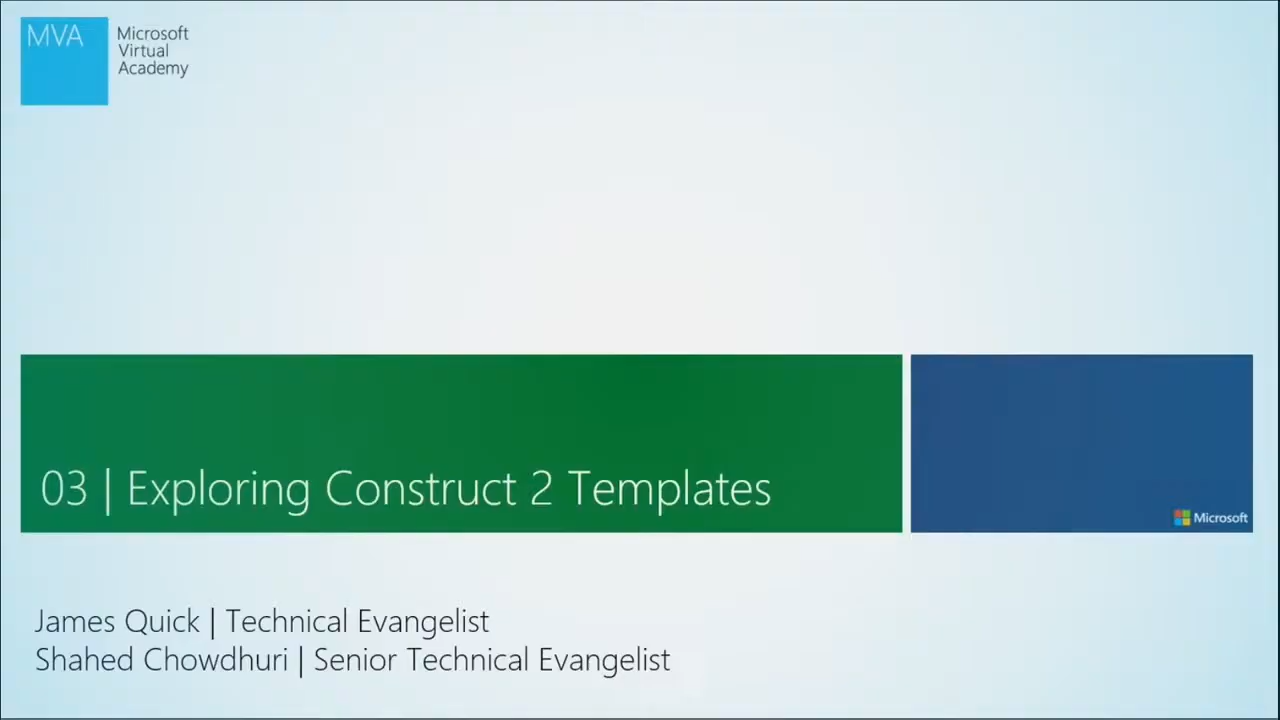 MVA
Microsoft
Virtual
Academy
03 | Exploring Construct 2 Templates
Microsoft
James Quick | Technical Evangelist
Shahed Chowdhuri | Senior Technical Evangelist